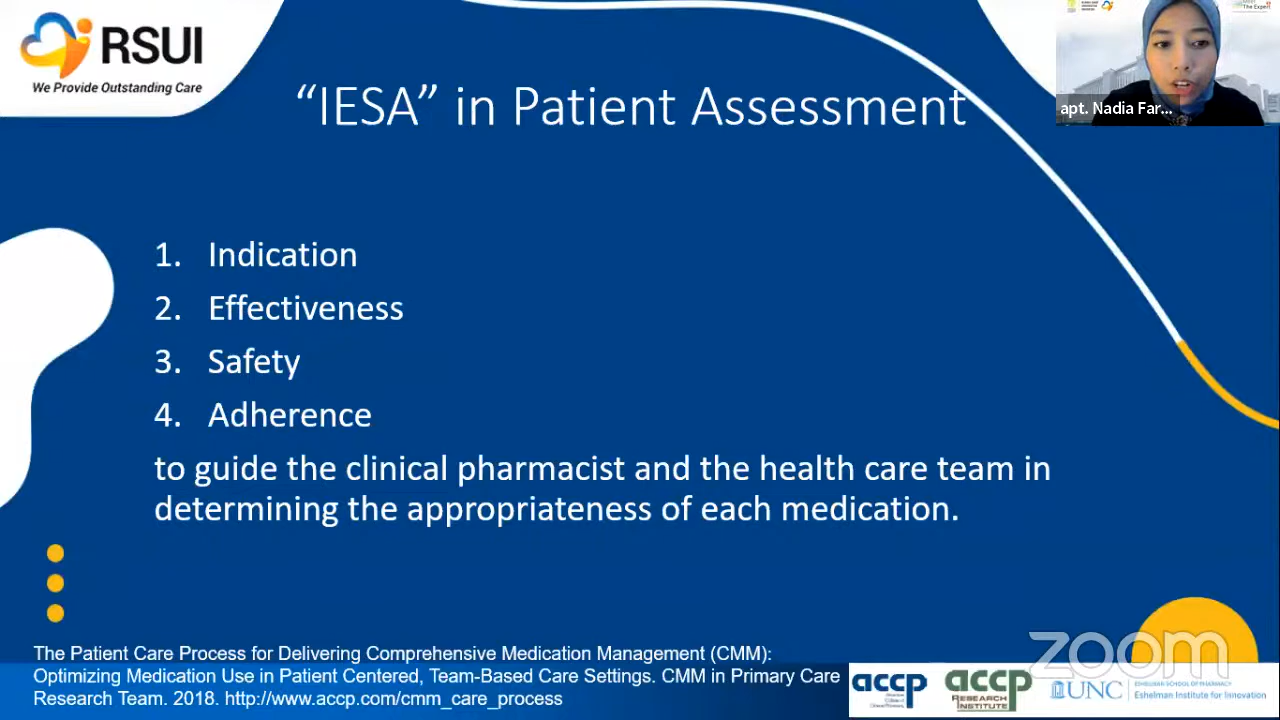 RSUI
We Provide Outstanding Care
“IESA” in Patient Assessment
apt. Nadia Far...
1. Indication
2. Effectiveness
3. Safety
4. Adherence
to guide the clinical pharmacist and the health care team in
determining the appropriateness of each medication.
The Patient Care Process for Delivering Comprehensive Medication Management (CMM):
Optimizing Medication Use in Patient Centered, Team-Based Care Settings. CMM in Primary Care
Research Team. 2018. http://www.accp.com/cmm_care_process
accp
accp
RESEARCH
INSTITUTE
UNC
ESHELMAN SCHOOL OF PHARMACY
Eshelman Institute for Innovation
zoom